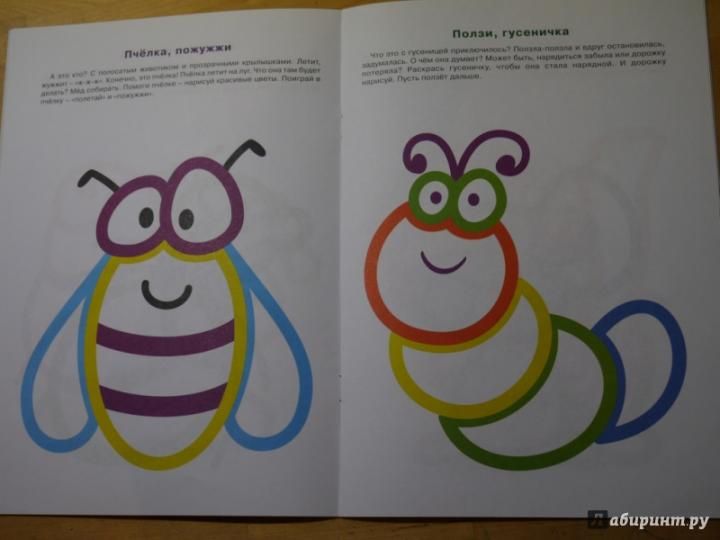 Пчёлка, пожужжи
А это кто? С полосатым животиком и прозрачными крылышками. Летит,
жужжит – «ж-ж-ж». Конечно, это пчёлка! Пчёлка летит на луг. Что она там будет
делать? Мёд собирать. Помоги пчёлке – нарисуй красивые цветы. Поиграй в
пчёлку – «полетай» и «пожужжи».
Ползи, гусеничка
Что это с гусеницей приключилось? Ползла-ползла и вдруг остановилась,
задумалась. О чём она думает? Может быть, нарядиться забыла или дорожку
потеряла? Раскрась гусеничку, чтобы она стала нарядной. И дорожку
нарисуй. Пусть ползёт дальше.
Лабиринт.ру